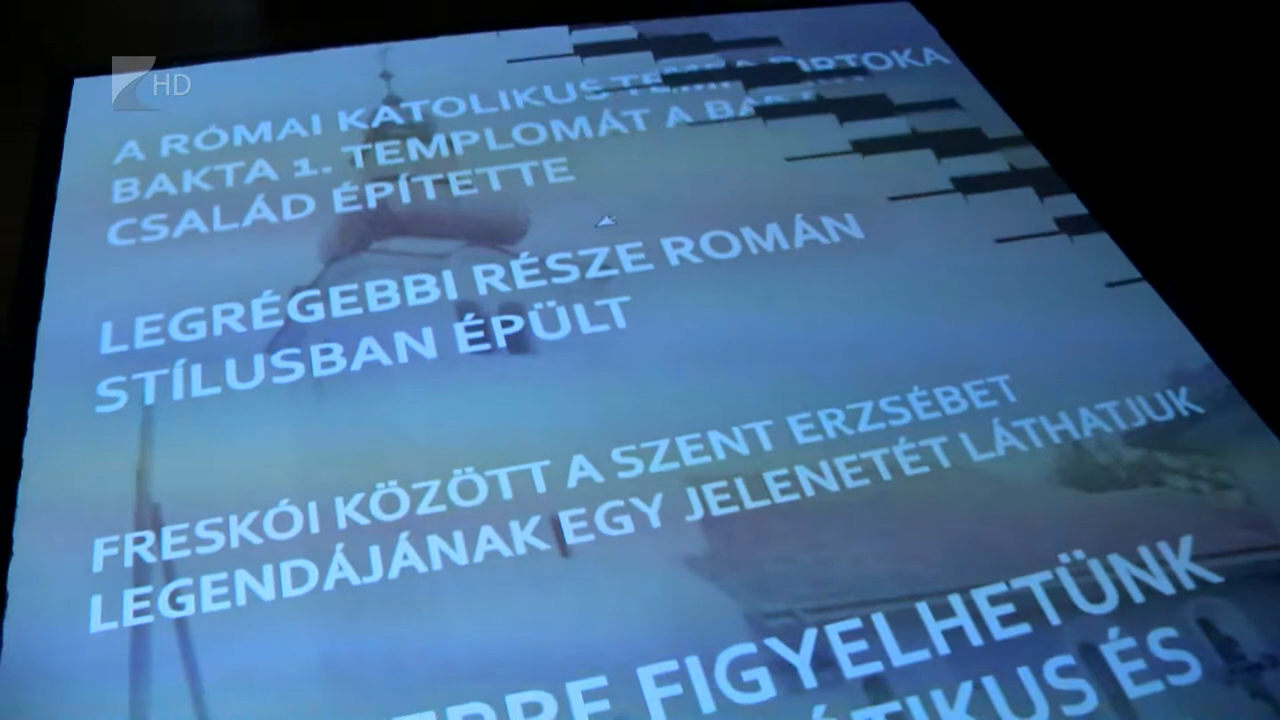 HD
A RÓMAI KATOLIKUS BIRTOKA
BAKTA 1. TEMPLOMÁT A
CSALÁD ÉPÍTETTE
LEGRÉGEBBI RÉSZE ROMÁN
STÍLUSBAN ÉPÜLT
FRESKÓI KÖZÖTT A SZENT ERZSÉBET
LEGENDÁJÁNAK EGY JELENETÉT LÁTHATJUK
FIGYELHETÜNK
ÉS